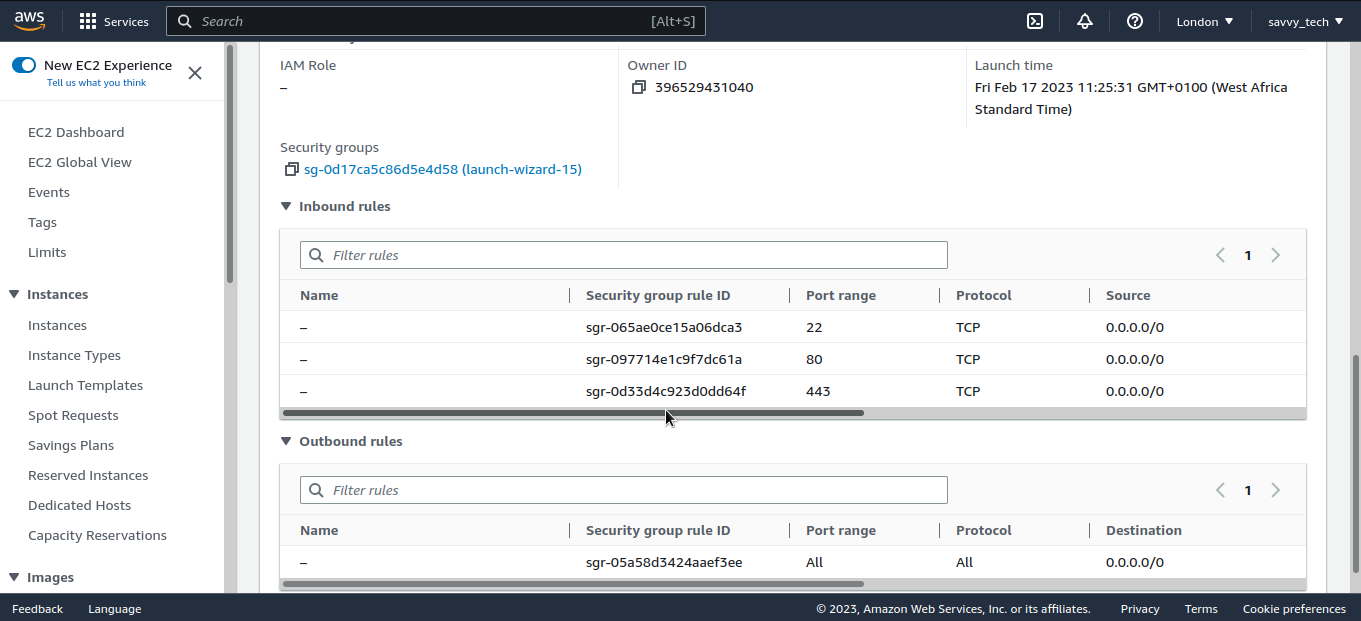 aws Services Search [Alt+S] London savvy_tech
New EC2 Experience
Tell us what you think
EC2 Dashboard
EC2 Global View
Events
Tags
Limits
Instances
Instances
Instance Types
Launch Templates
Spot Requests
Savings Plans
Reserved Instances
Dedicated Hosts
Capacity Reservations
Images
IAM Role
–
Owner ID
396529431040
Launch time
Fri Feb 17 2023 11:25:31 GMT+0100 (West Africa
Standard Time)
Security groups
sg-0d17ca5c86d5e4d58 (launch-wizard-15)
Inbound rules
Filter rules 1
Name Security group rule ID Port range Protocol Source
– sgr-065ae0ce15a06dca3 22 TCP 0.0.0.0/0
– sgr-097714e1c9f7dc61a 80 TCP 0.0.0.0/0
– sgr-0d33d4c923d0dd64f 443 TCP 0.0.0.0/0
Outbound rules
Filter rules 1
Name Security group rule ID Port range Protocol Destination
– sgr-05a58d3424aaef3ee All All 0.0.0.0/0
Feedback Language © 2023, Amazon Web Services, Inc. or its affiliates. Privacy Terms Cookie preferences